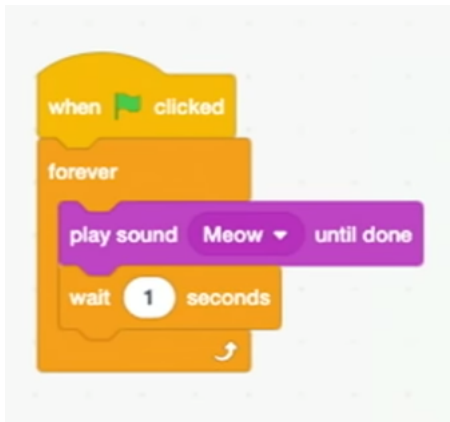 when clicked
forever
play sound Meow until done
wait 1 seconds